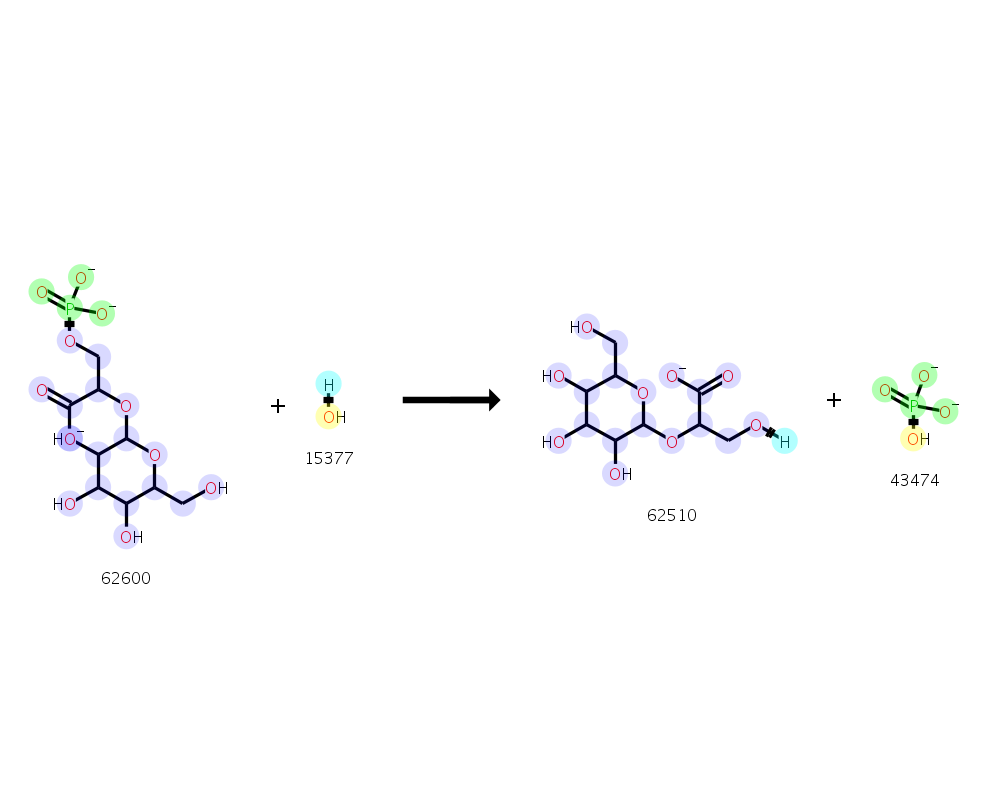 O⁻
O P O⁻
O
O
O
HO⁻ O
HO OH
OH
62600
+
H
OH
15377
HO
HO O⁻ O
O
HO O O H
OH
62510
+
O⁻
O P O⁻
OH
43474